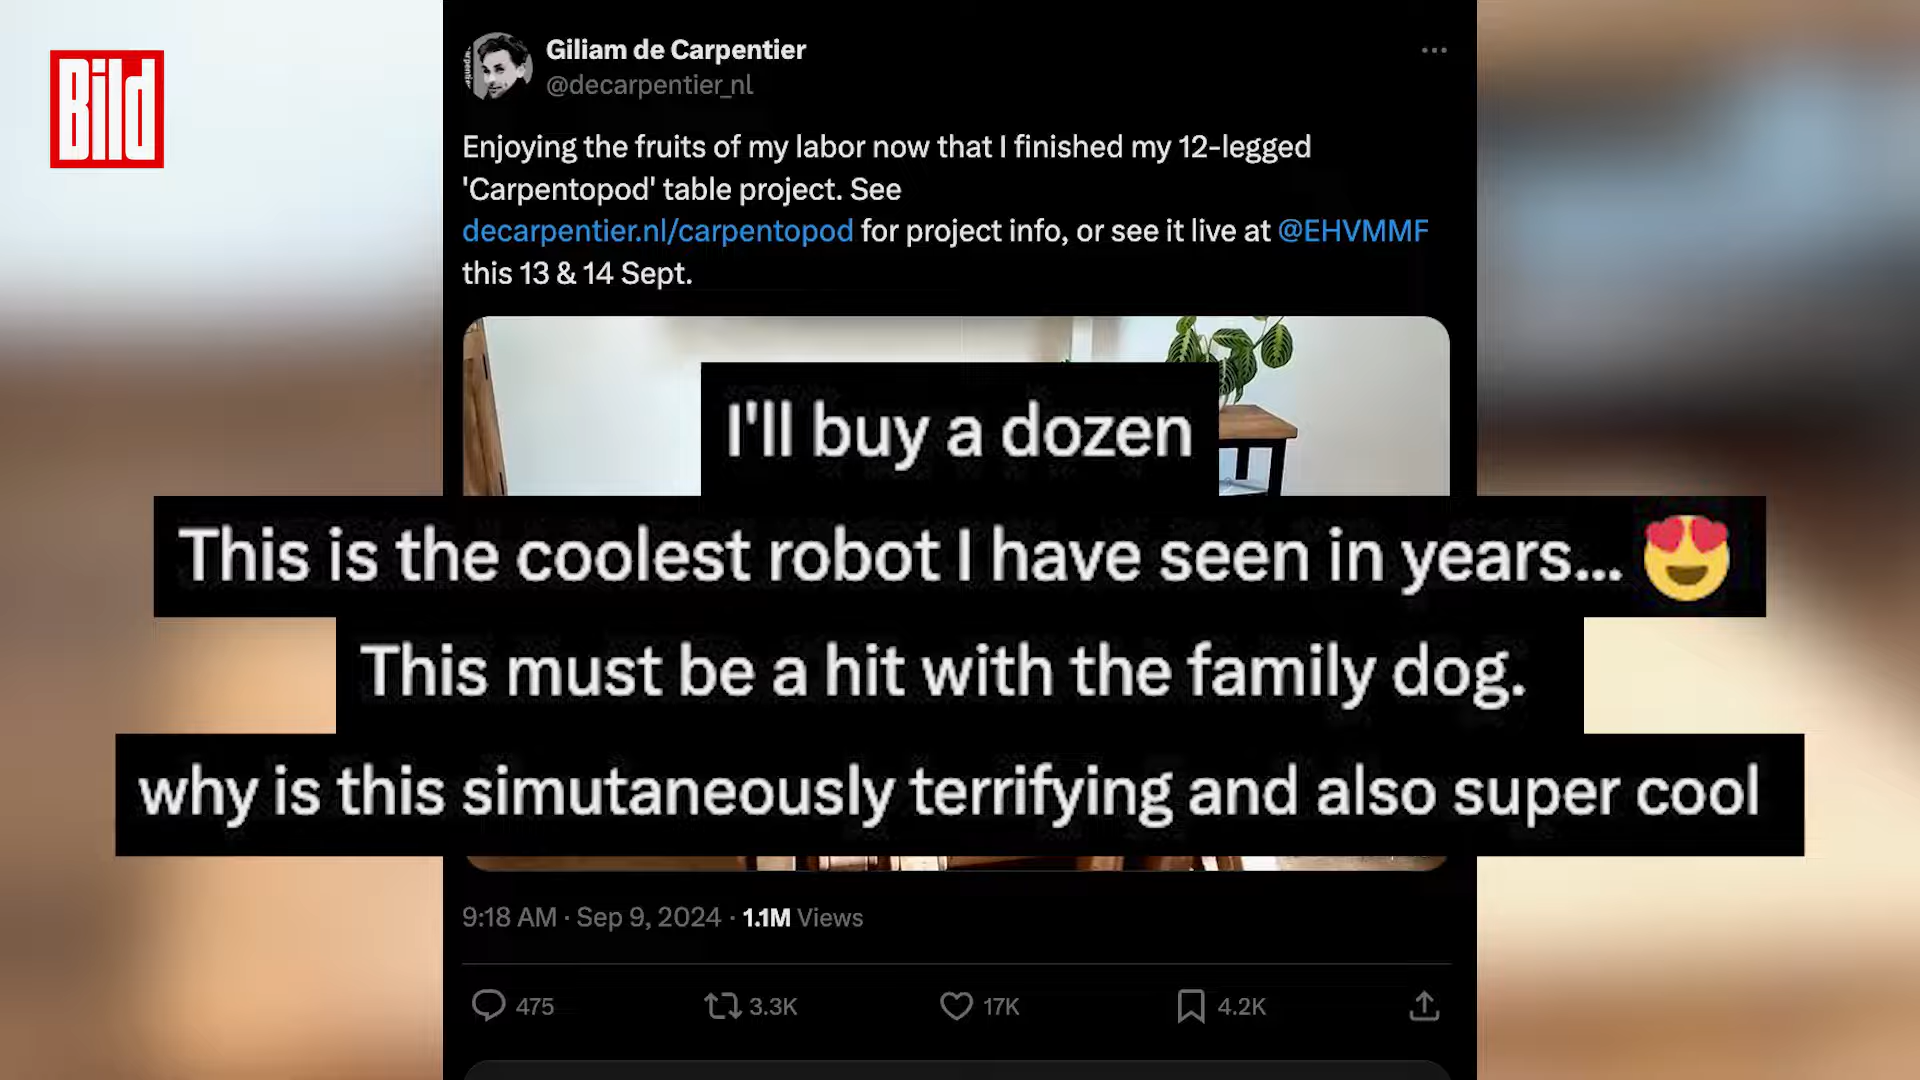 Bild
Giliam de Carpentier
@decarpentier_nl
Enjoying the fruits of my labor now that I finished my 12-legged
'Carpentopod' table project. See
decarpentier.nl/carpentopod for project info, or see it live at @EHVMMF
this 13 & 14 Sept.
I'll buy a dozen
This is the coolest robot I have seen in years... 😍
This must be a hit with the family dog.
why is this simutaneously terrifying and also super cool
9:18 AM · Sep 9, 2024 · 1.1M Views
475 3.3K 17K 4.2K